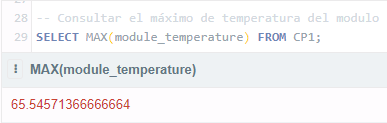 28 -- Consultar el máximo de temperatura del modulo
29 SELECT MAX(module_temperature) FROM CP1;
MAX(module_temperature)
65.54571366666664